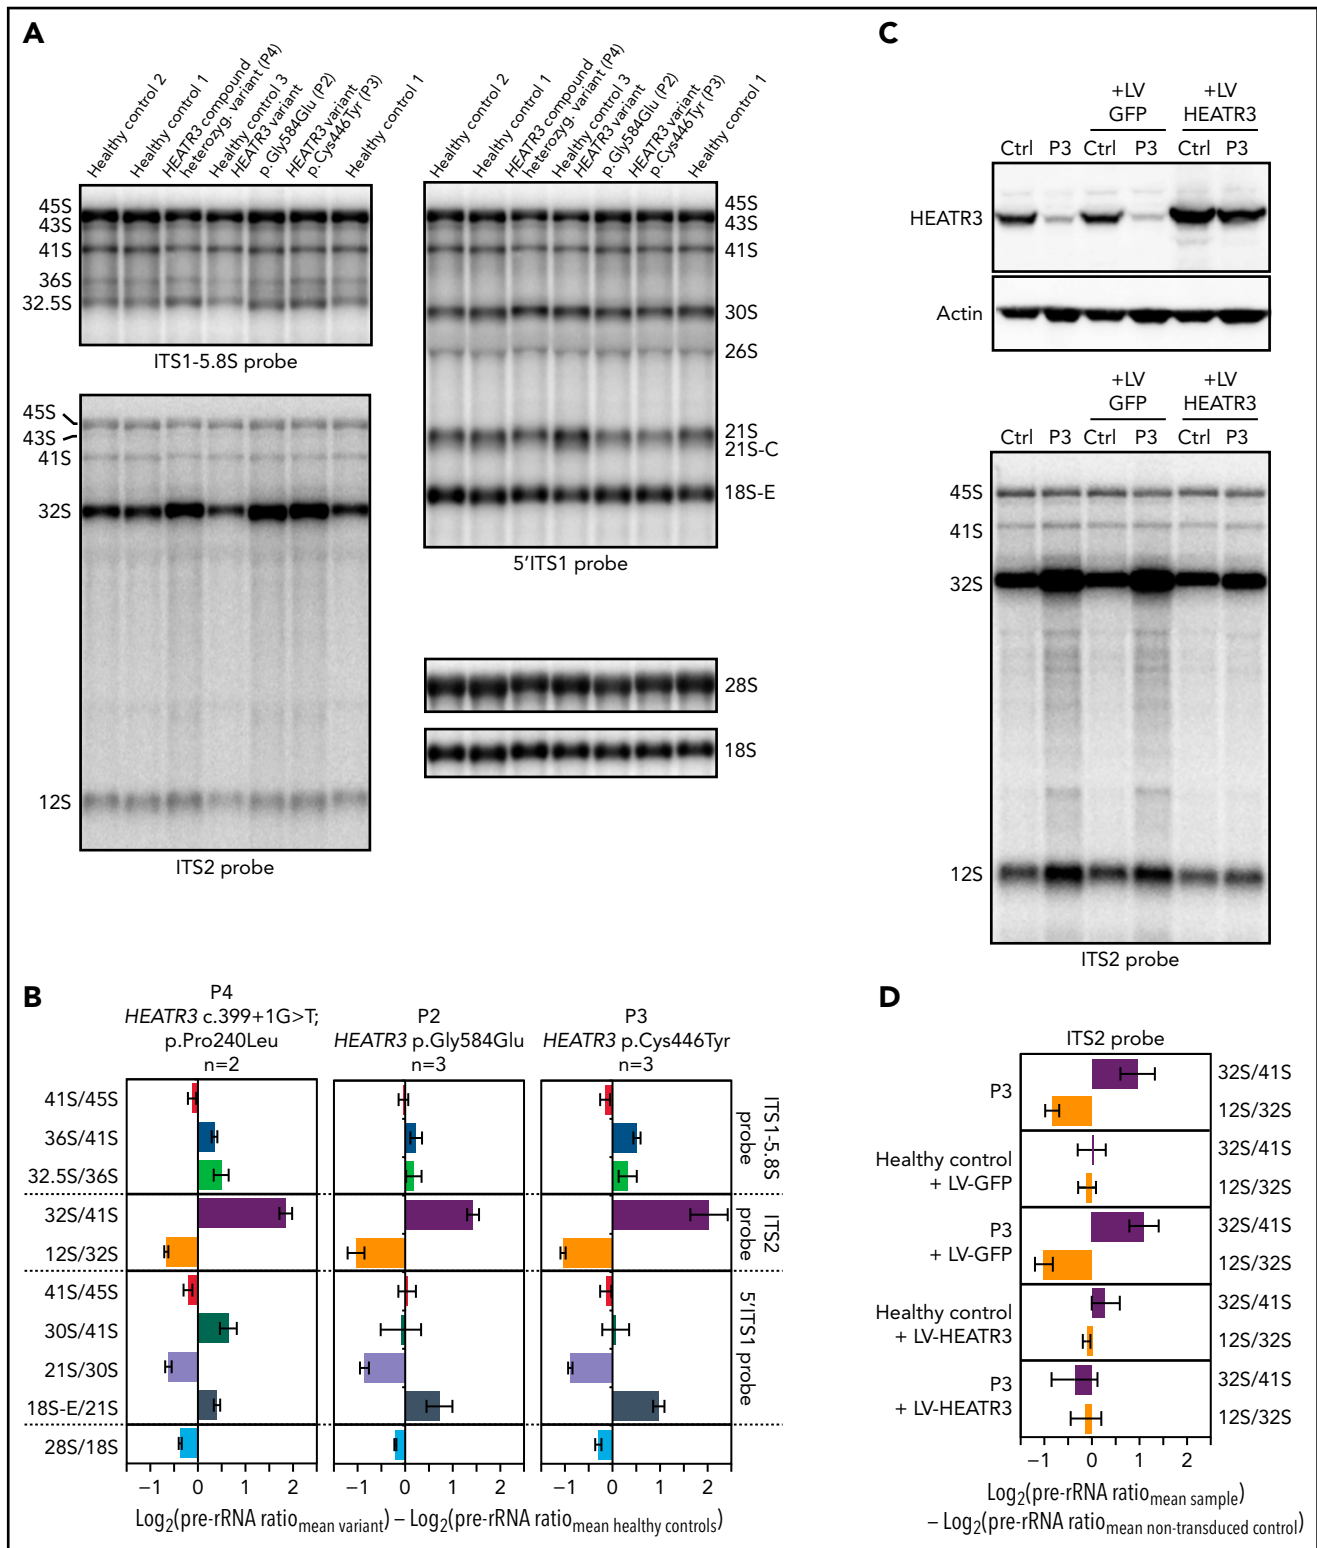 A
Healthy control 2
Healthy control 1
HEATR3 compound
heterozyg. variant (P4)
Healthy control 3
HEATR3 variant
p.Gly584Glu (P2)
HEATR3 variant
p.Cys446Tyr (P3)
Healthy control 1
45S
43S
41S
36S
32.5S
ITS1-5.8S probe
45S
43S
41S
32S
12S
ITS2 probe
Healthy control 2
Healthy control 1
HEATR3 compound
heterozyg. variant (P4)
Healthy control 3
HEATR3 variant
p.Gly584Glu (P2)
HEATR3 variant
p.Cys446Tyr (P3)
Healthy control 1
45S
43S
41S
30S
26S
21S
21S-C
18S-E
5'ITS1 probe
28S
18S
C
+LV
GFP
+LV
HEATR3
Ctrl P3 Ctrl P3 Ctrl P3
HEATR3
Actin
+LV
GFP
+LV
HEATR3
Ctrl P3 Ctrl P3 Ctrl P3
45S
41S
32S
12S
ITS2 probe
B
P4
HEATR3 c.399+1G>T;
p.Pro240Leu
n=2
P2
HEATR3 p.Gly584Glu
n=3
P3
HEATR3 p.Cys446Tyr
n=3
41S/45S
36S/41S
32.5S/36S
32S/41S
12S/32S
41S/45S
30S/41S
21S/30S
18S-E/21S
28S/18S
ITS1-5.8S
probe
ITS2
probe
5'ITS1 probe
−1 0 1 2
−1 0 1 2
−1 0 1 2
Log2(pre-rRNA ratio mean variant) – Log2(pre-rRNA ratio mean healthy controls)
D
ITS2 probe
P3
32S/41S
12S/32S
Healthy control
+ LV-GFP
32S/41S
12S/32S
P3
+ LV-GFP
32S/41S
12S/32S
Healthy control
+ LV-HEATR3
32S/41S
12S/32S
P3
+ LV-HEATR3
32S/41S
12S/32S
−1 0 1 2
Log2(pre-rRNA ratio mean sample)
– Log2(pre-rRNA ratio mean non-transduced control)